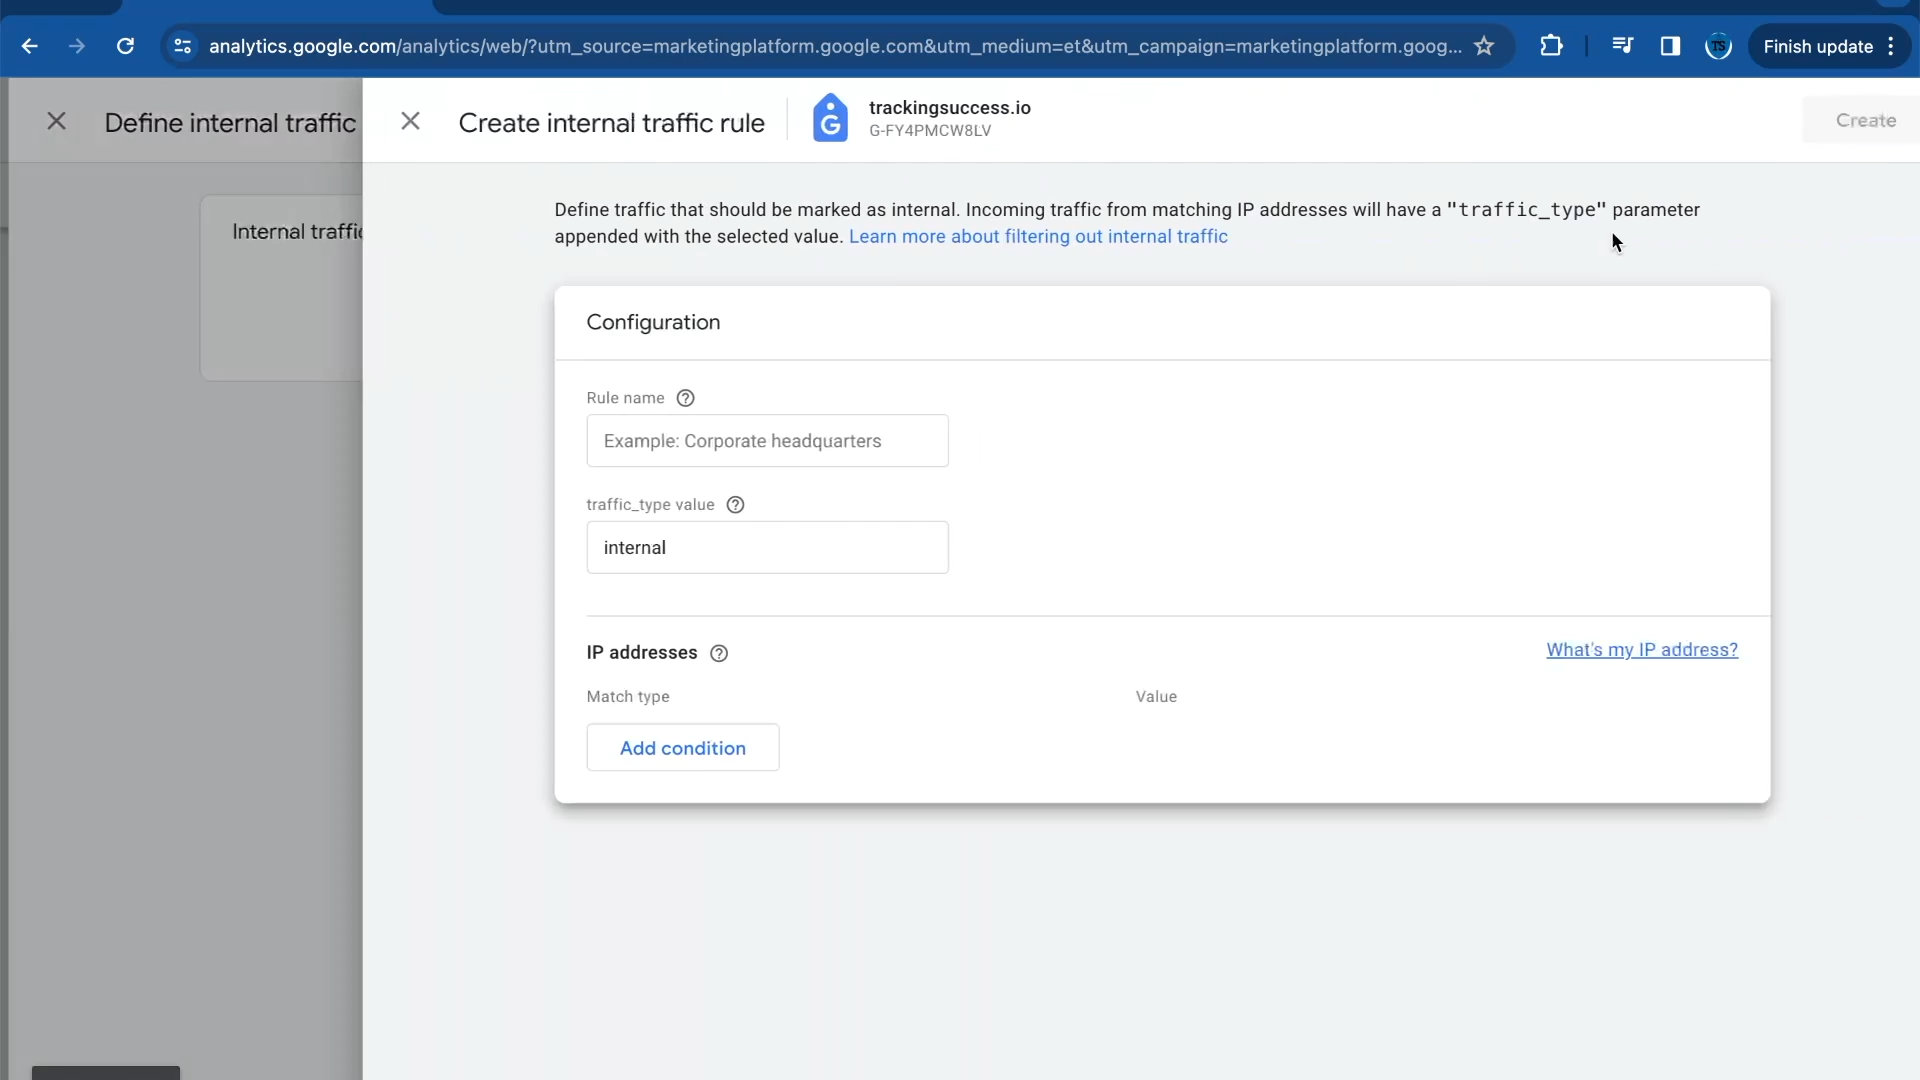 analytics.google.com/analytics/web/?utm_source=marketingplatform.google.com&utm_medium=et&utm_campaign=marketingplatform.goog...
TS
Finish update
Define internal traffic
Create internal traffic rule
G
trackingsuccess.io
G-FY4PMCW8LV
Create
Internal traffic
Define traffic that should be marked as internal. Incoming traffic from matching IP addresses will have a "traffic_type" parameter
appended with the selected value. Learn more about filtering out internal traffic
Configuration
Rule name
Example: Corporate headquarters
traffic_type value
internal
IP addresses
What's my IP address?
Match type
Value
Add condition